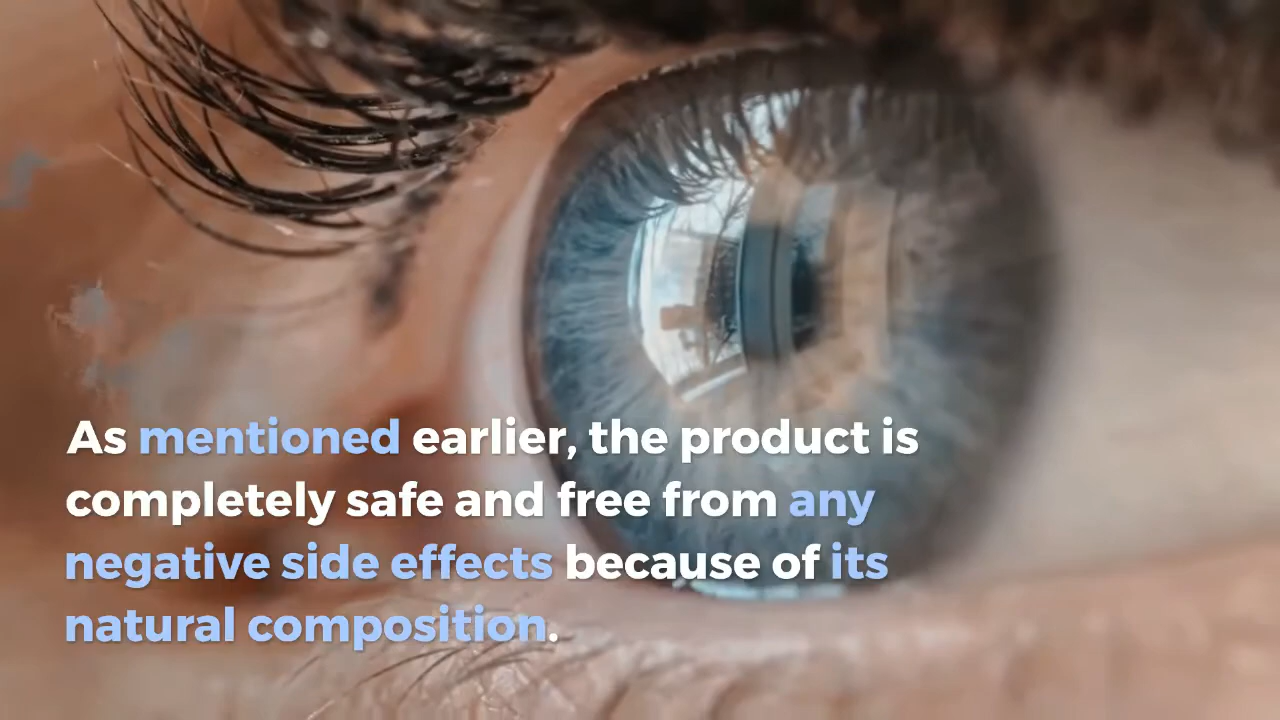 As mentioned earlier, the product is
completely safe and free from any
negative side effects because of its
natural composition.